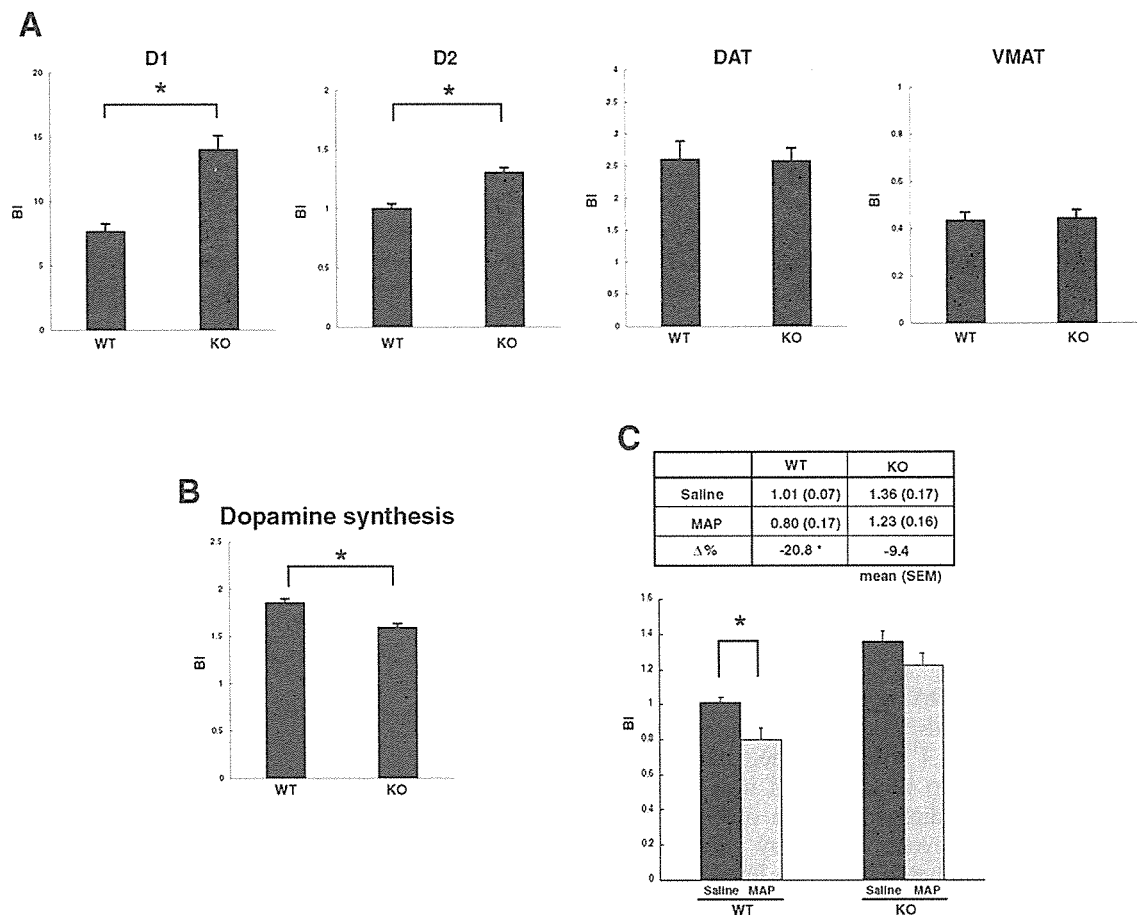 A
D1
20
15
10
5
0
BI
*
WT KO
D2
2
1.5
1
0.5
0
BI
*
WT KO
DAT
4
3.5
3
2.5
2
1.5
1
0.5
0
BI
WT KO
VMAT
1
0.8
0.6
0.4
0.2
0
BI
WT KO
B
Dopamine synthesis
2.5
2
1.5
1
0.5
0
BI
*
WT KO
C
WT KO
Saline 1.01 (0.07) 1.36 (0.17)
MAP 0.80 (0.17) 1.23 (0.16)
Δ% -20.8 * -9.4
mean (SEM)
1.6
1.4
1.2
1
0.8
0.6
0.4
0.2
0
BI
*
Saline MAP Saline MAP
WT KO